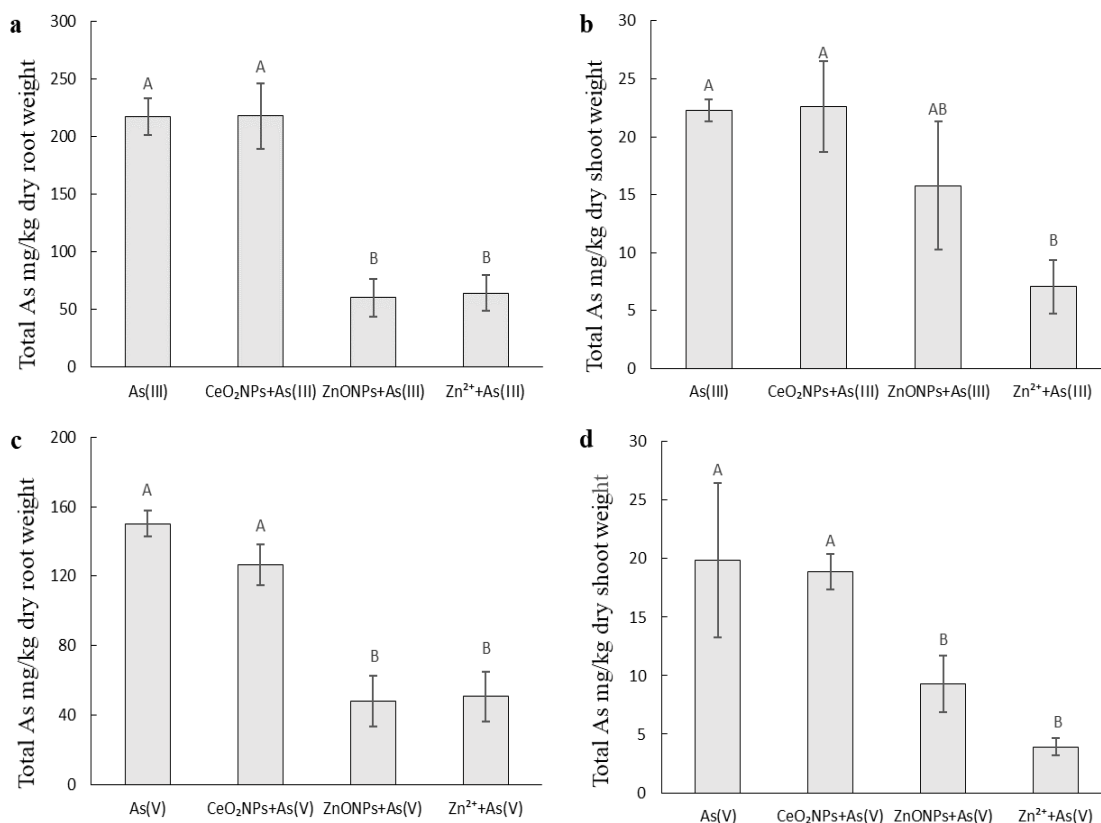 a
Total As mg/kg dry root weight
300
250
200
150
100
50
0
A
A
B
B
As(III)
CeO₂NPs+As(III)
ZnONPs+As(III)
Zn²⁺+As(III)
b
Total As mg/kg dry shoot weight
30
25
20
15
10
5
0
A
A
AB
B
As(III)
CeO₂NPs+As(III)
ZnONPs+As(III)
Zn²⁺+As(III)
c
Total As mg/kg dry root weight
200
160
120
80
40
0
A
A
B
B
As(V)
CeO₂NPs+As(V)
ZnONPs+As(V)
Zn²⁺+As(V)
d
Total As mg/kg dry shoot weight
30
25
20
15
10
5
0
A
A
B
B
As(V)
CeO₂NPs+As(V)
ZnONPs+As(V)
Zn²⁺+As(V)